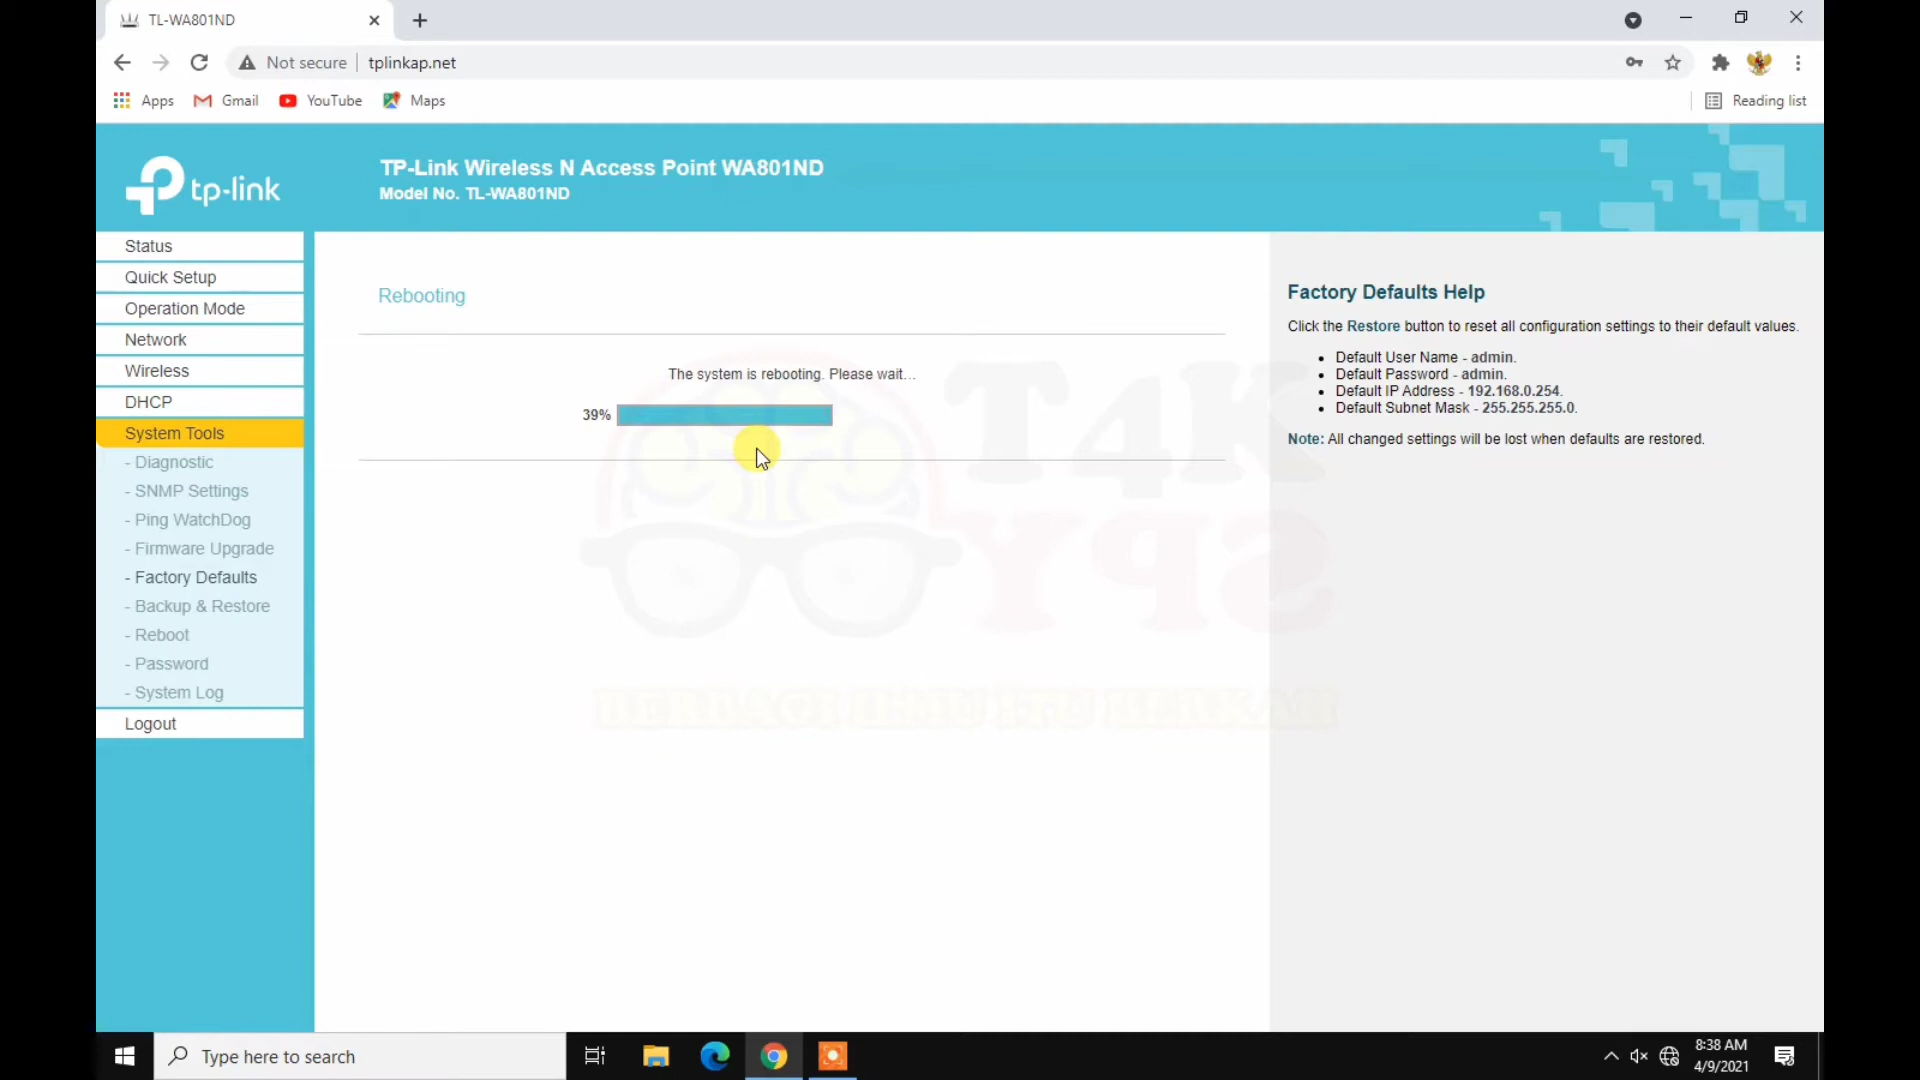 TL-WA801ND
Not secure tplinkap.net
Apps Gmail YouTube Maps Reading list
tp-link
TP-Link Wireless N Access Point WA801ND
Model No. TL-WA801ND
Status
Quick Setup
Operation Mode
Network
Wireless
DHCP
System Tools
- Diagnostic
- SNMP Settings
- Ping WatchDog
- Firmware Upgrade
- Factory Defaults
- Backup & Restore
- Reboot
- Password
- System Log
Logout
Rebooting
The system is rebooting. Please wait...
39%
T4K
YPS
BERBAGI ILMU ITU BERKAH
Factory Defaults Help
Click the Restore button to reset all configuration settings to their default values.
• Default User Name - admin.
• Default Password - admin.
• Default IP Address - 192.168.0.254.
• Default Subnet Mask - 255.255.255.0.
Note: All changed settings will be lost when defaults are restored.
Type here to search
8:38 AM
4/9/2021